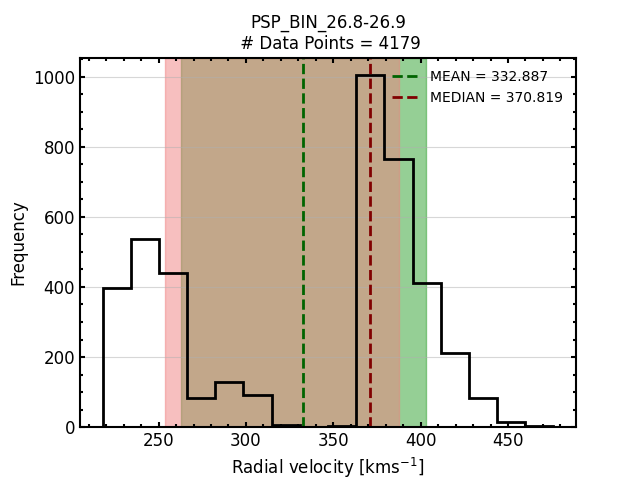 PSP_BIN_26.8-26.9
# Data Points = 4179
MEAN = 332.887
MEDIAN = 370.819
1000
800
600
400
200
0
Frequency
250 300 350 400 450
Radial velocity [kms⁻¹]